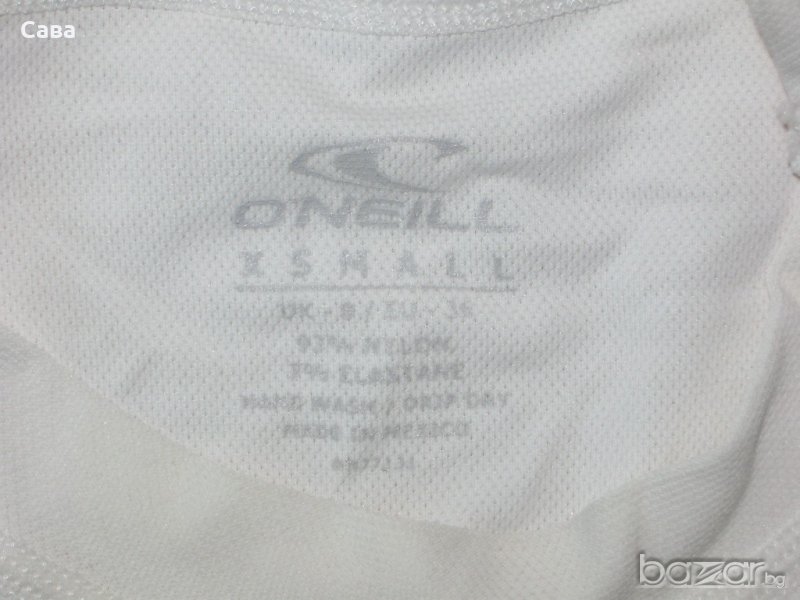 Сава
O'NEILL
X SMALL
UK - 8 / EU - 36
93% NYLON
7% ELASTANE
HAND WASH / DRIP DRY
MADE IN MEXICO
bazar.bg